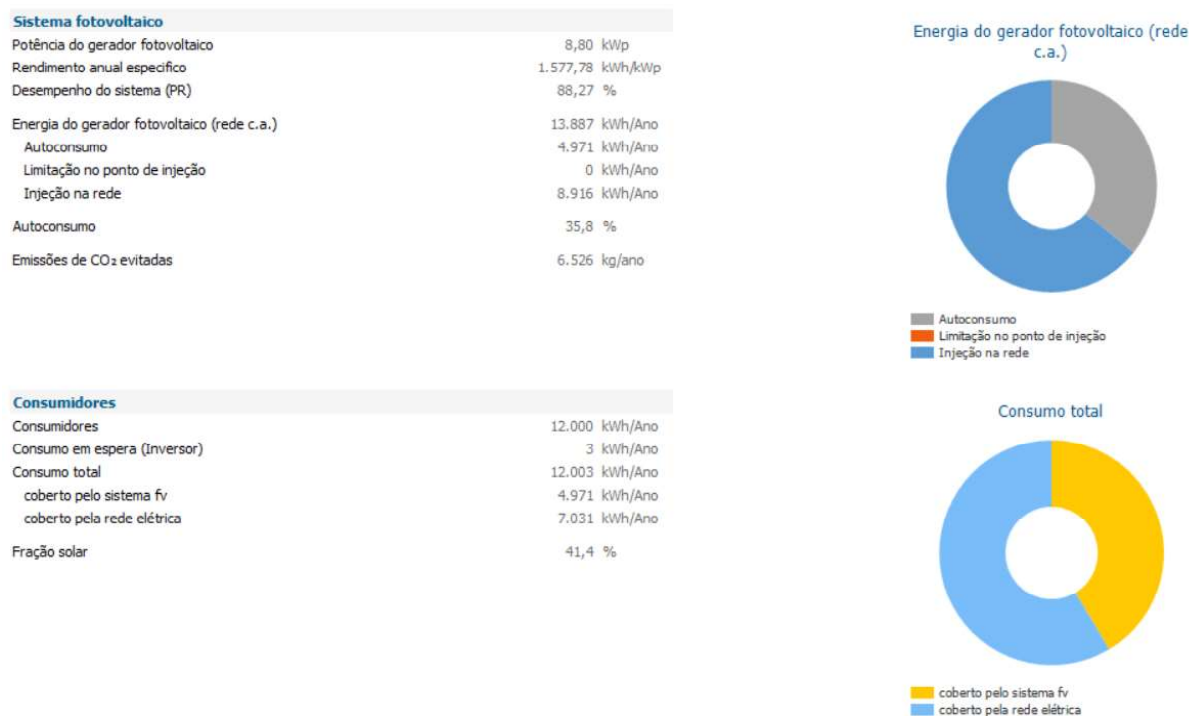 Sistema fotovoltaico
Potência do gerador fotovoltaico 8,80 kWp
Rendimento anual especifico 1.577,78 kWh/kWp
Desempenho do sistema (PR) 88,27 %
Energia do gerador fotovoltaico (rede c.a.) 13.887 kWh/Ano
Autoconsumo 4.971 kWh/Ano
Limitação no ponto de injeção 0 kWh/Ano
Injeção na rede 8.916 kWh/Ano
Autoconsumo 35,8 %
Emissões de CO₂ evitadas 6.526 kg/ano
Energia do gerador fotovoltaico (rede
c.a.)
Autoconsumo
Limitação no ponto de injeção
Injeção na rede
Consumidores
Consumidores 12.000 kWh/Ano
Consumo em espera (Inversor) 3 kWh/Ano
Consumo total 12.003 kWh/Ano
coberto pelo sistema fv 4.971 kWh/Ano
coberto pela rede elétrica 7.031 kWh/Ano
Fração solar 41,4 %
Consumo total
coberto pelo sistema fv
coberto pela rede elétrica